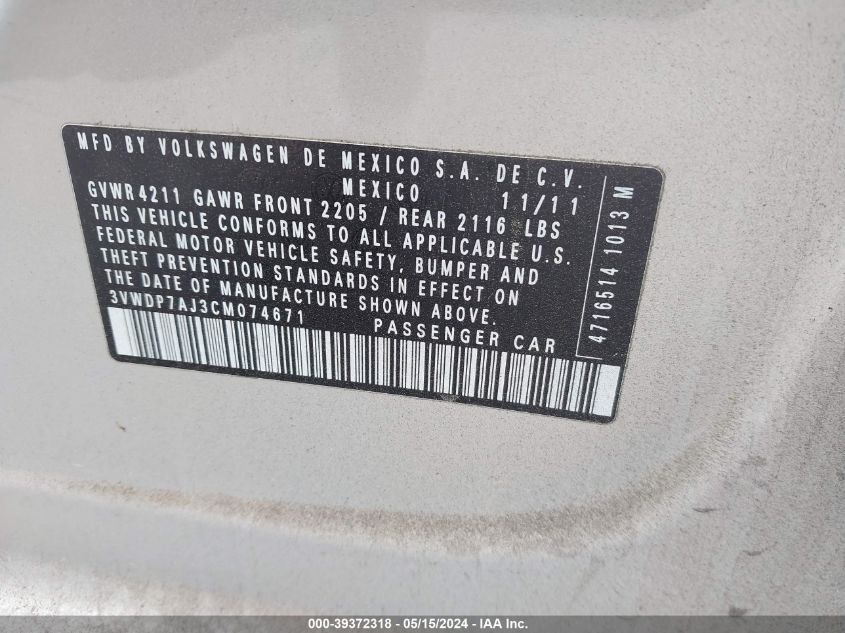 MFD BY VOLKSWAGEN DE MEXICO S.A. DE C.V.
MEXICO 11/11
GVWR 4211 GAWR FRONT 2205 / REAR 2116 LBS
THIS VEHICLE CONFORMS TO ALL APPLICABLE U.S.
FEDERAL MOTOR VEHICLE SAFETY, BUMPER AND
THEFT PREVENTION STANDARDS IN EFFECT ON
THE DATE OF MANUFACTURE SHOWN ABOVE.
3VWDP7AJ3CM074671 PASSENGER CAR
4716514 1013 M
000-39372318 - 05/15/2024 - IAA Inc.